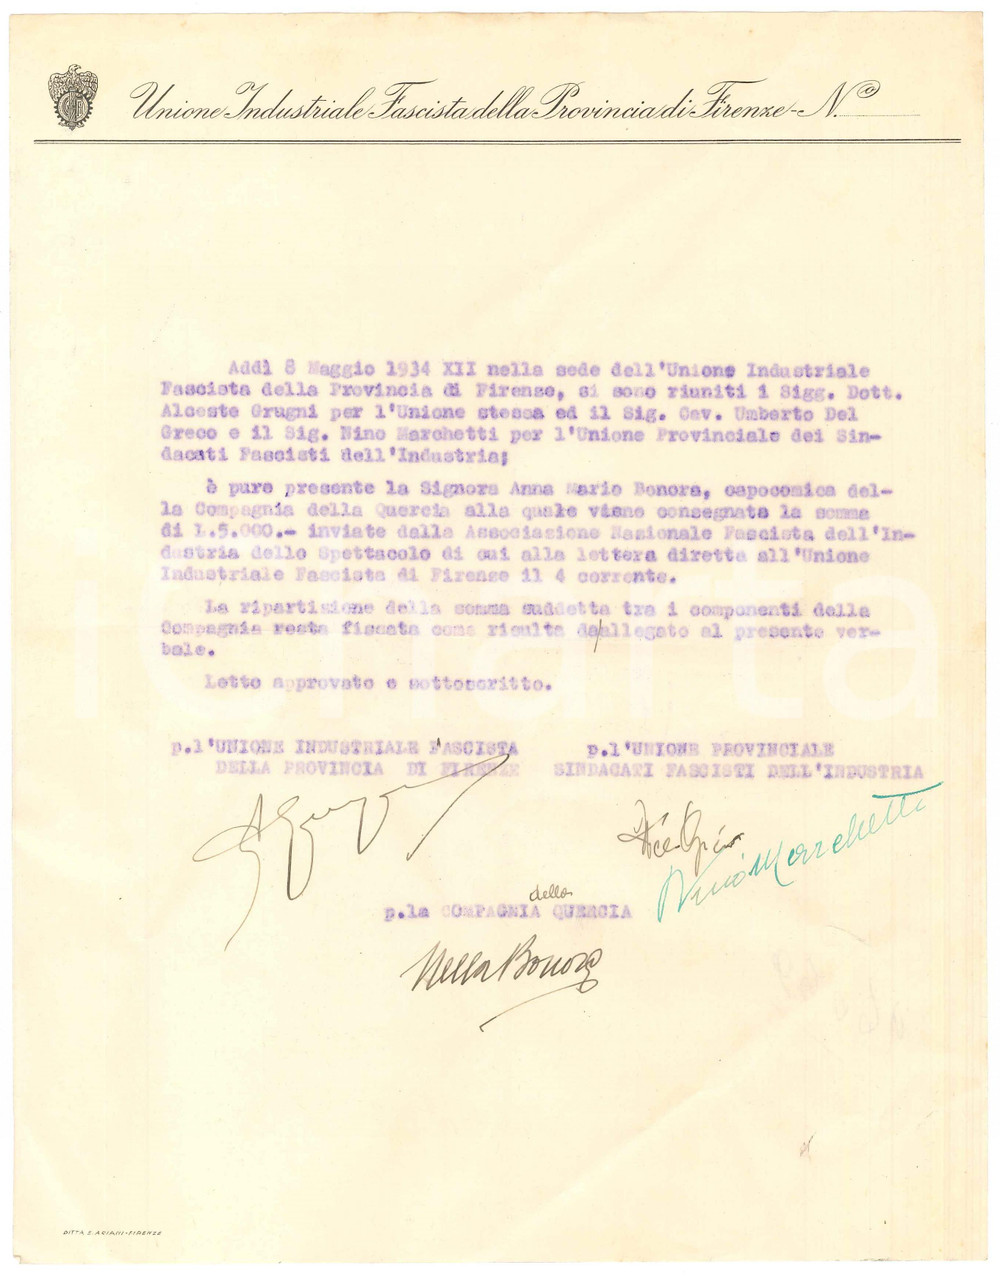 Unione Industriale Fascista della Provincia di Firenze - N.º
Addì 8 Maggio 1934 XII nella sede dell'Unione Industriale
Fascista della Provincia di Firenze, si sono riuniti i Sigg. Dott.
Alceste Grugni per l'Unione stessa ed il Sig. Cav. Umberto Del
Greco e il Sig. Nino Marchetti per l'Unione Provinciale dei Sin-
dacati Fascisti dell'Industria;
è pure presente la Signora Anna Maria Bonora, capocomica del-
la Compagnia della Quercia alla quale viene consegnata la somma
di L.5.000.- inviate dalla Associazione Nazionale Fascista dell'In-
dustria dello Spettacolo di cui alla lettera diretta all'Unione
Industriale Fascista di Firenze il 4 corrente.
La ripartizione della somma suddetta tra i componenti della
Compagnia resta fissata come risulta da allegato al presente ver-
bale.
Letto approvato e sottoscritto.
p.l'UNIONE INDUSTRIALE FASCISTA
DELLA PROVINCIA DI FIRENZE
p.l'UNIONE PROVINCIALE
SINDACATI FASCISTI DELL'INDUSTRIA
Nino Marchetti
della
p.la COMPAGNIA QUERCIA
Nella Bonora
DITTA E. ARIANI-FIRENZE